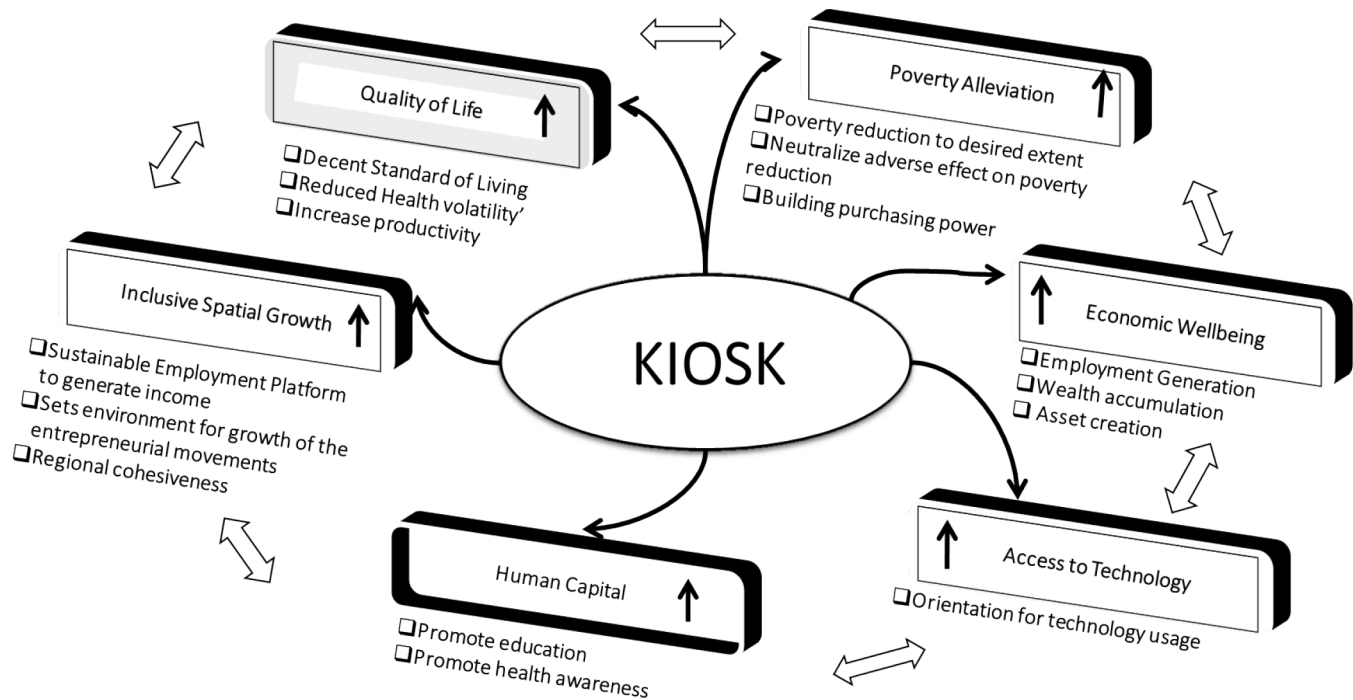 Quality of Life
❑Decent Standard of Living
❑Reduced Health volatility’
❑Increase productivity
Poverty Alleviation
❑Poverty reduction to desired extent
❑Neutralize adverse effect on poverty
reduction
❑Building purchasing power
Inclusive Spatial Growth
❑Sustainable Employment Platform
to generate income
❑Sets environment for growth of the
entrepreneurial movements
❑Regional cohesiveness
KIOSK
Economic Wellbeing
❑Employment Generation
❑Wealth accumulation
❑Asset creation
Human Capital
❑Promote education
❑Promote health awareness
Access to Technology
❑Orientation for technology usage